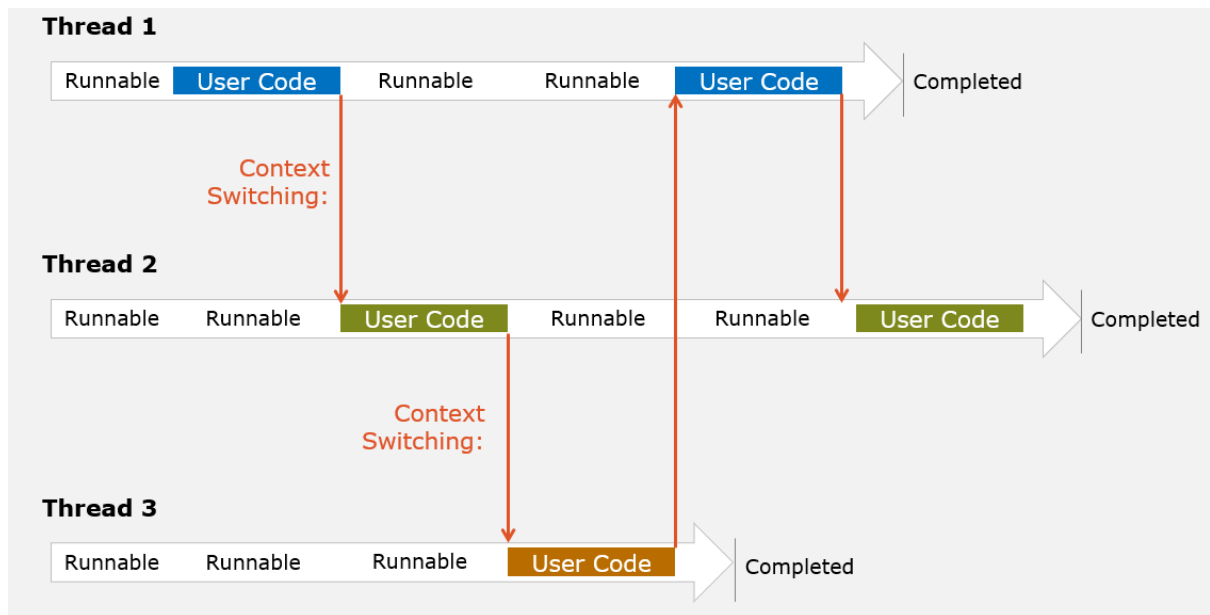 Thread 1
Runnable User Code Runnable Runnable User Code Completed
Context
Switching:
Thread 2
Runnable Runnable User Code Runnable Runnable User Code Completed
Context
Switching:
Thread 3
Runnable Runnable Runnable User Code Completed